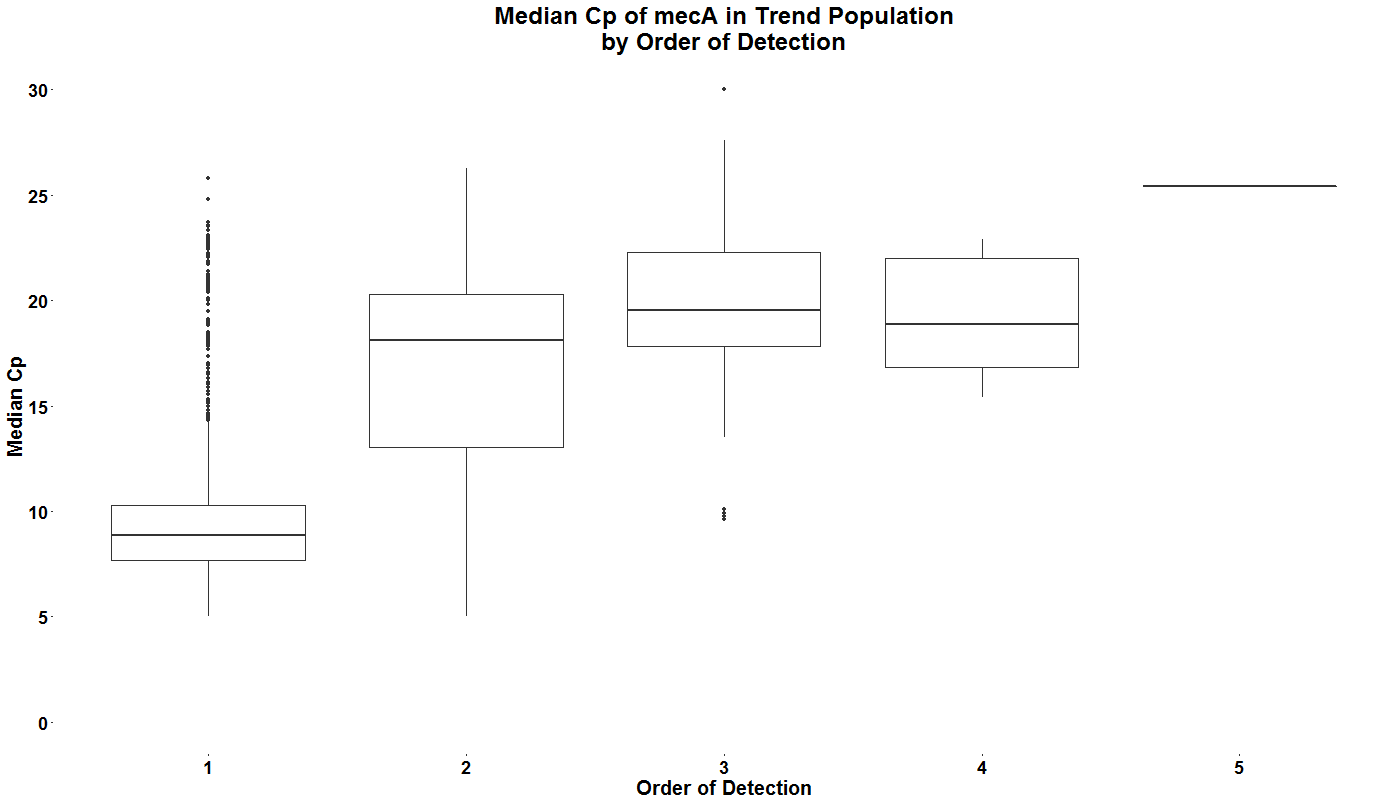 Median Cp of mecA in Trend Population
by Order of Detection
30
25
20
15
10
5
0
Median Cp
1 2 3 4 5
Order of Detection